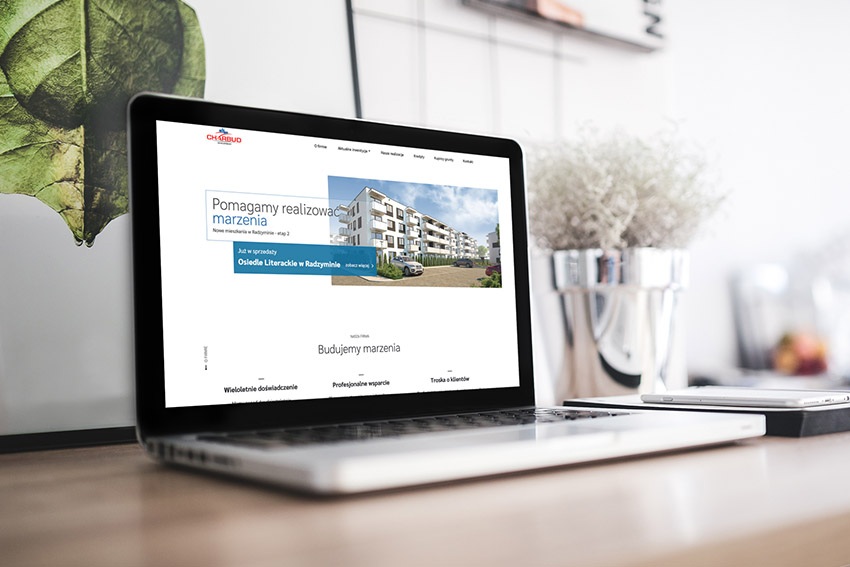 CHARBUD
O firmie Aktualne inwestycje Nasze realizacje Kredyty Kupimy grunty Kontakt
Pomagamy realizować
marzenia
Nowe mieszkania w Radzyminie - etap 2
Już w sprzedaży
Osiedle Literackie w Radzyminie zobacz więcej
NASZA FIRMA
Budujemy marzenia
O FIRMIE
Wieloletnie doświadczenie Profesjonalne wsparcie Troska o klientów